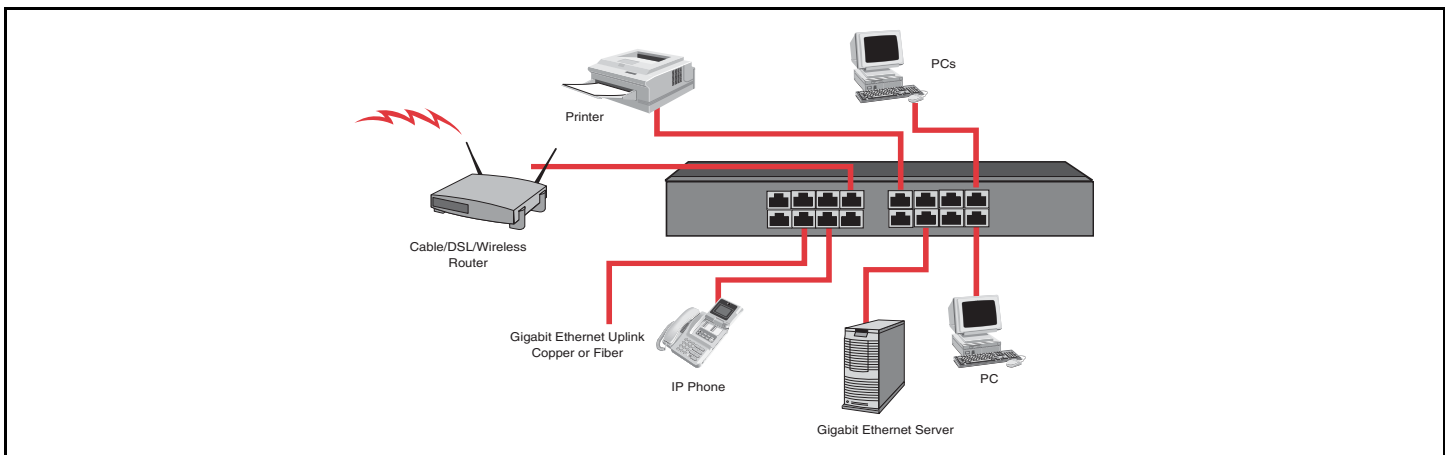 PCs
Printer
Cable/DSL/Wireless
Router
Gigabit Ethernet Uplink
Copper or Fiber
IP Phone
PC
Gigabit Ethernet Server